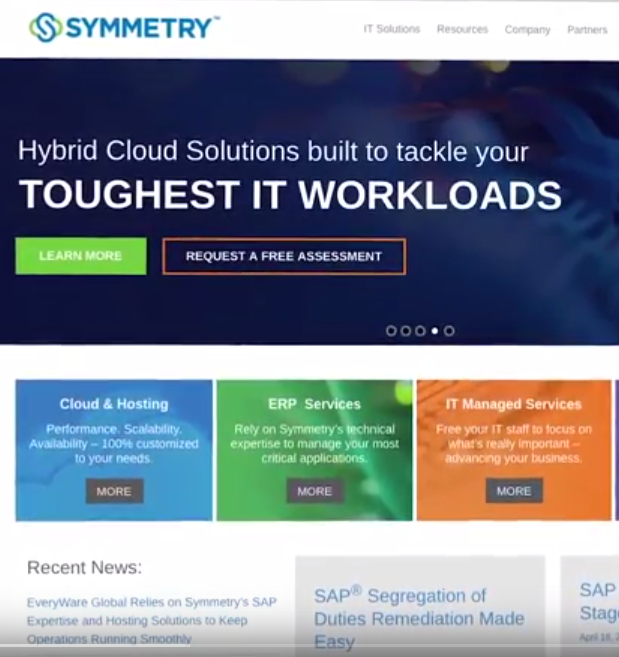 SYMMETRY™
IT Solutions Resources Company Partners
Hybrid Cloud Solutions built to tackle your
TOUGHEST IT WORKLOADS
LEARN MORE
REQUEST A FREE ASSESSMENT
Cloud & Hosting
Performance. Scalability.
Availability – 100% customized
to your needs.
MORE
ERP Services
Rely on Symmetry's technical
expertise to manage your most
critical applications.
MORE
IT Managed Services
Free your IT staff to focus on
what's really important –
advancing your business.
MORE
Recent News:
EveryWare Global Relies on Symmetry's SAP
Expertise and Hosting Solutions to Keep
Operations Running Smoothly
SAP® Segregation of
Duties Remediation Made
Easy
SAP
Stag
April 18, 2